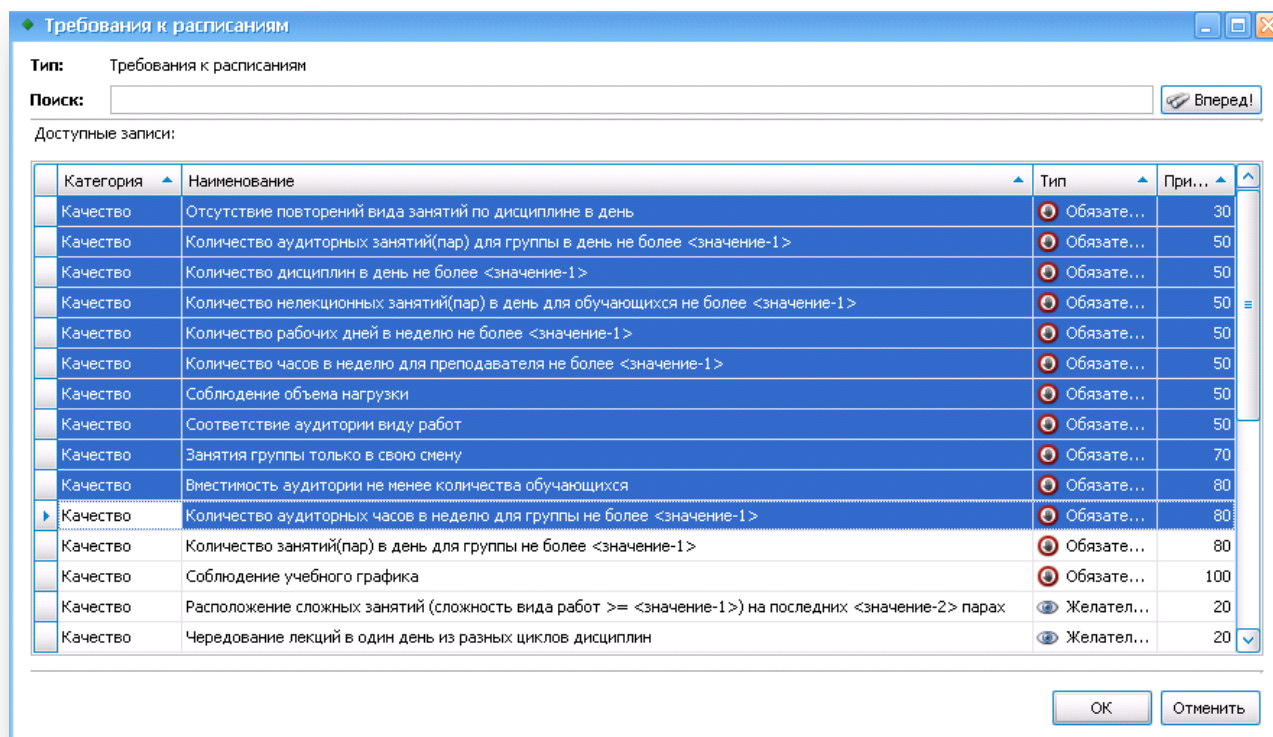 Требования к расписаниям
Тип: Требования к расписаниям
Поиск: Вперед!
Доступные записи:
Категория Наименование Тип При...
Качество Отсутствие повторений вида занятий по дисциплине в день Обязате... 30
Качество Количество аудиторных занятий(пар) для группы в день не более <значение-1> Обязате... 50
Качество Количество дисциплин в день не более <значение-1> Обязате... 50
Качество Количество нелекционных занятий(пар) в день для обучающихся не более <значение-1> Обязате... 50
Качество Количество рабочих дней в неделю не более <значение-1> Обязате... 50
Качество Количество часов в неделю для преподавателя не более <значение-1> Обязате... 50
Качество Соблюдение объема нагрузки Обязате... 50
Качество Соответствие аудитории виду работ Обязате... 50
Качество Занятия группы только в свою смену Обязате... 70
Качество Вместимость аудитории не менее количества обучающихся Обязате... 80
Качество Количество аудиторных часов в неделю для группы не более <значение-1> Обязате... 80
Качество Количество занятий(пар) в день для группы не более <значение-1> Обязате... 80
Качество Соблюдение учебного графика Обязате... 100
Качество Расположение сложных занятий (сложность вида работ >= <значение-1>) на последних <значение-2> парах Желател... 20
Качество Чередование лекций в один день из разных циклов дисциплин Желател... 20
ОК Отменить